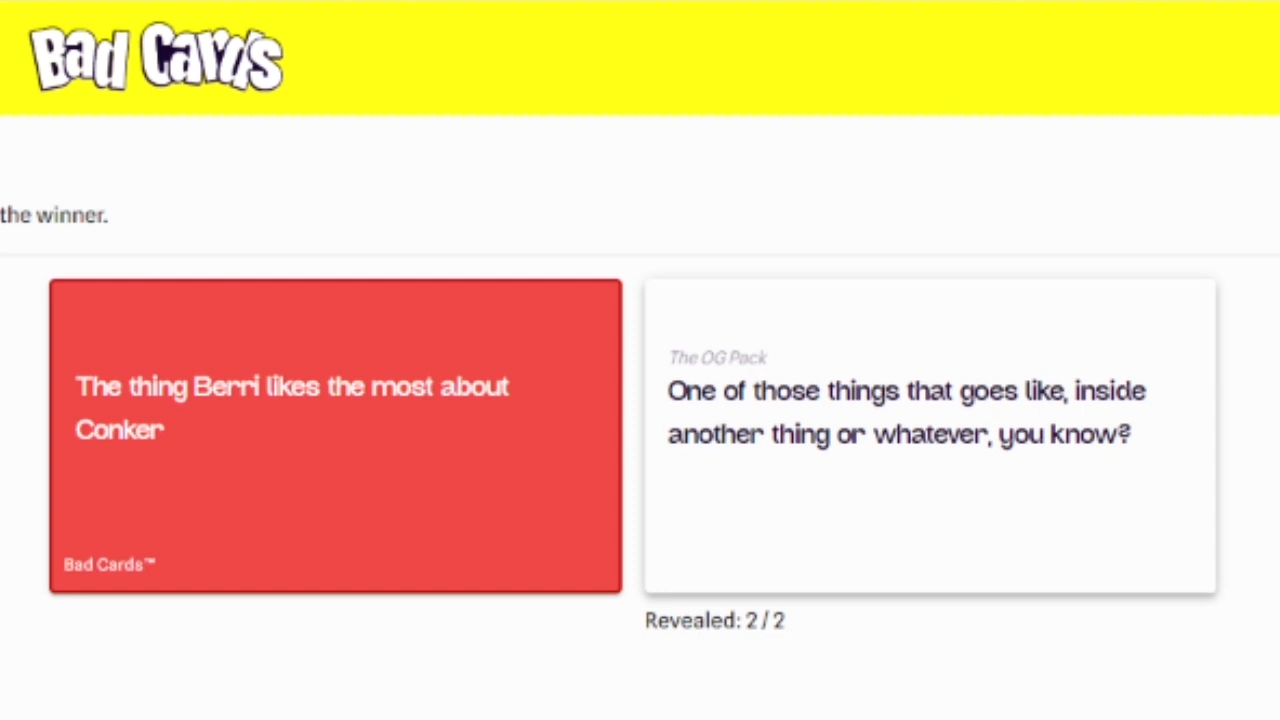 Bad Cards
the winner.
The thing Berri likes the most about
Conker
Bad Cards™
The OG Pack
One of those things that goes like, inside
another thing or whatever, you know?
Revealed: 2 / 2